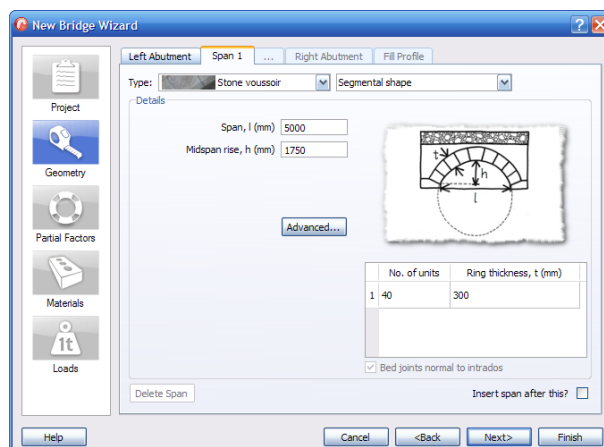 New Bridge Wizard
Left Abutment Span 1 ... Right Abutment Fill Profile
Type: Stone voussoir Segmental shape
Details
Span, l (mm) 5000
Midspan rise, h (mm) 1750
Advanced...
t
h
l
No. of units Ring thickness, t (mm)
1 40 300
Bed joints normal to intrados
Delete Span Insert span after this?
Project
Geometry
Partial Factors
Materials
1t
Loads
Help Cancel <Back Next> Finish